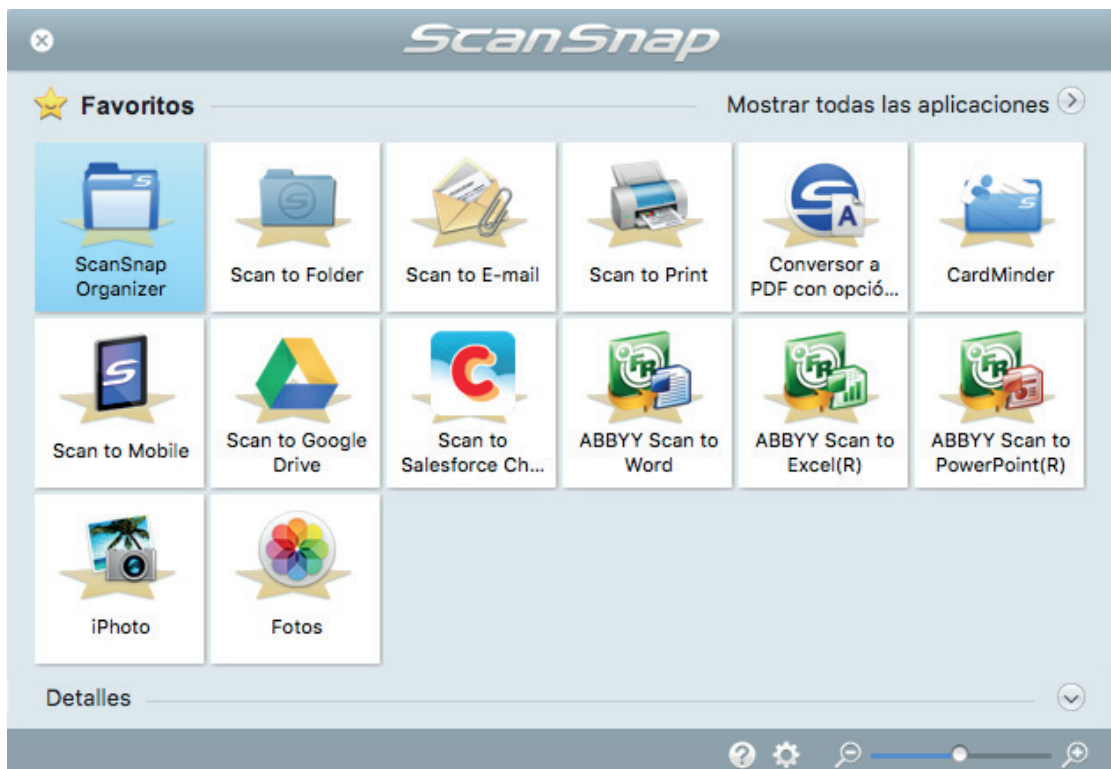 ScanSnap
Favoritos
Mostrar todas las aplicaciones
ScanSnap
Organizer
Scan to Folder
Scan to E-mail
Scan to Print
Conversor a
PDF con opció...
CardMinder
Scan to Mobile
Scan to Google
Drive
Scan to
Salesforce Ch...
ABBYY Scan to
Word
ABBYY Scan to
Excel(R)
ABBYY Scan to
PowerPoint(R)
iPhoto
Fotos
Detalles